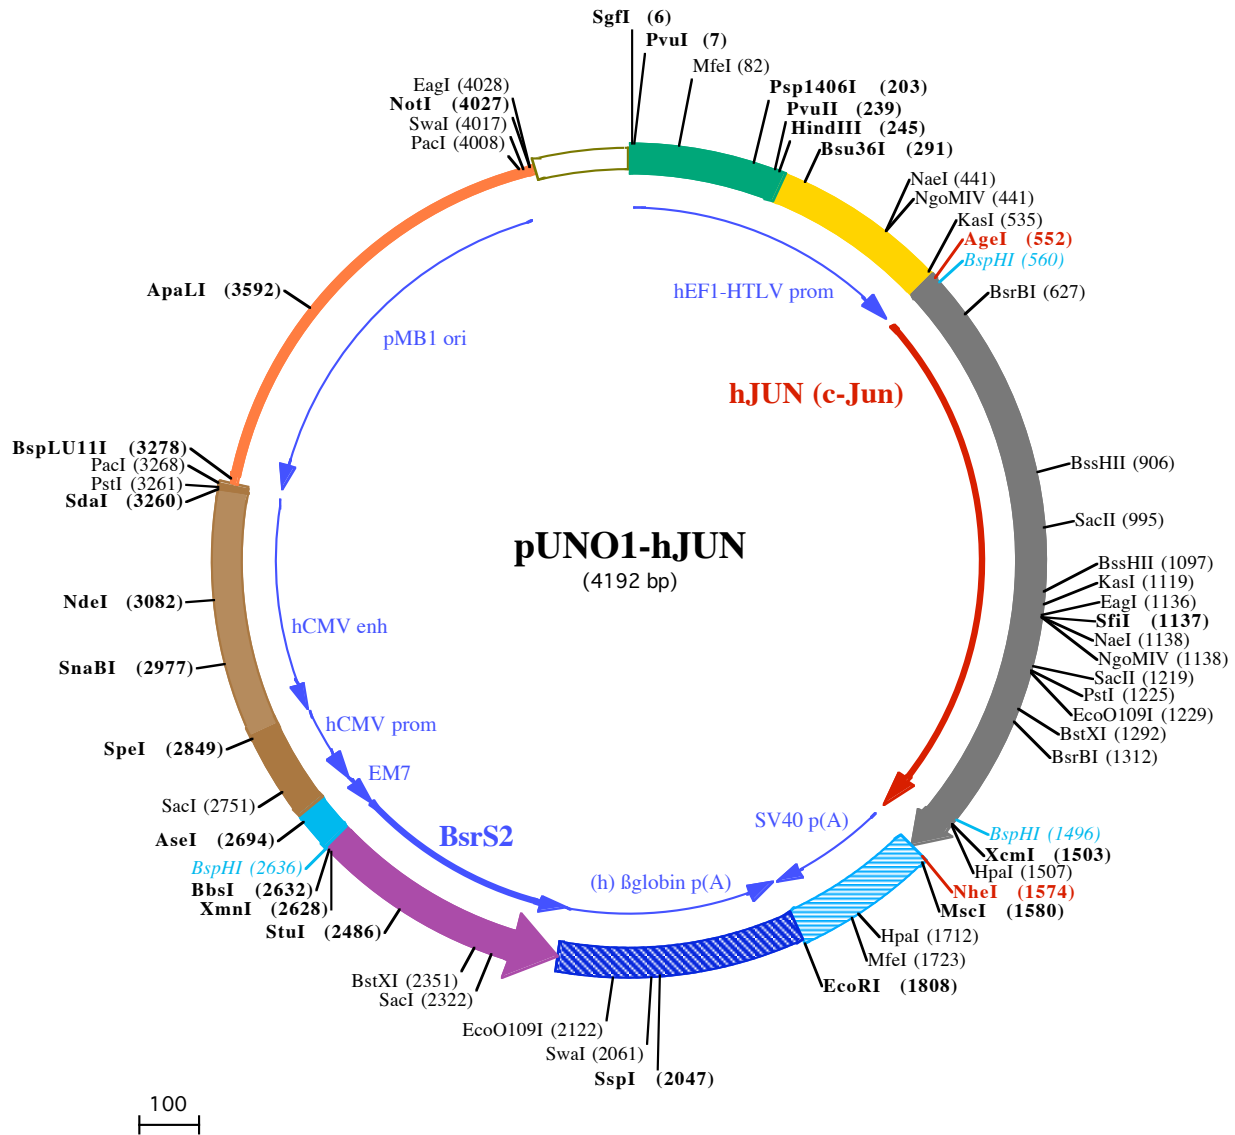 SgfI (6)
PvuI (7)
MfeI (82)
Psp1406I (203)
PvuII (239)
HindIII (245)
Bsu36I (291)
NaeI (441)
NgoMIV (441)
KasI (535)
AgeI (552)
BspHI (560)
BsrBI (627)
BssHII (906)
SacII (995)
BssHII (1097)
KasI (1119)
EagI (1136)
SfiI (1137)
NaeI (1138)
NgoMIV (1138)
SacII (1219)
PstI (1225)
EcoO109I (1229)
BstXI (1292)
BsrBI (1312)
BspHI (1496)
XcmI (1503)
HpaI (1507)
NheI (1574)
MscI (1580)
HpaI (1712)
MfeI (1723)
EcoRI (1808)
SspI (2047)
SwaI (2061)
EcoO109I (2122)
SacI (2322)
BstXI (2351)
StuI (2486)
XmnI (2628)
BbsI (2632)
BspHI (2636)
AseI (2694)
SacI (2751)
SpeI (2849)
SnaBI (2977)
NdeI (3082)
SdaI (3260)
PstI (3261)
PacI (3268)
BspLU11I (3278)
ApaLI (3592)
PacI (4008)
SwaI (4017)
NotI (4027)
EagI (4028)
hEF1-HTLV prom
hJUN (c-Jun)
SV40 p(A)
(h) ßglobin p(A)
BsrS2
EM7
hCMV prom
hCMV enh
pMB1 ori
pUNO1-hJUN
(4192 bp)
100